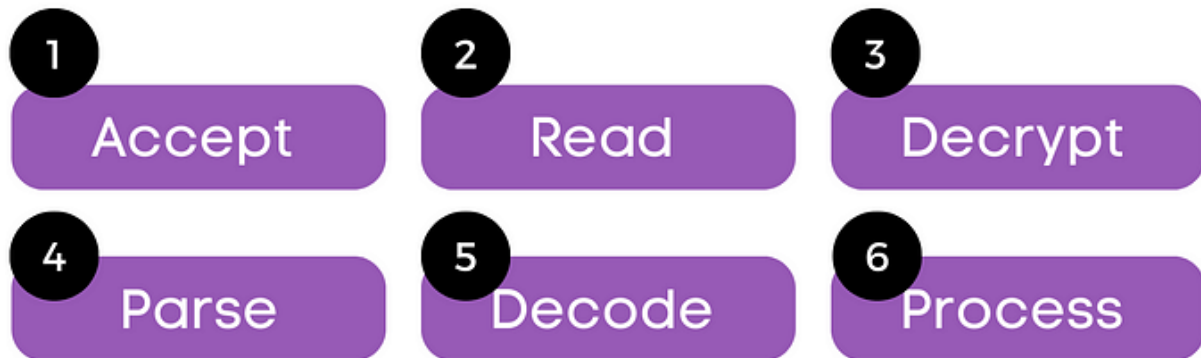 1
Accept
2
Read
3
Decrypt
4
Parse
5
Decode
6
Process